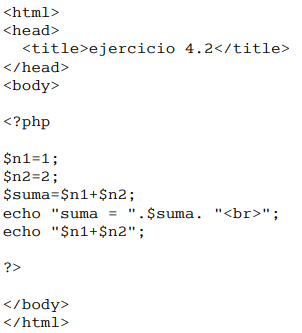 <html>
<head>
  <title>ejercicio 4.2</title>
</head>
<body>

<?php

$n1=1;
$n2=2;
$suma=$n1+$n2;
echo "suma = ".$suma. "<br>";
echo "$n1+$n2";

?>

</body>
</html>